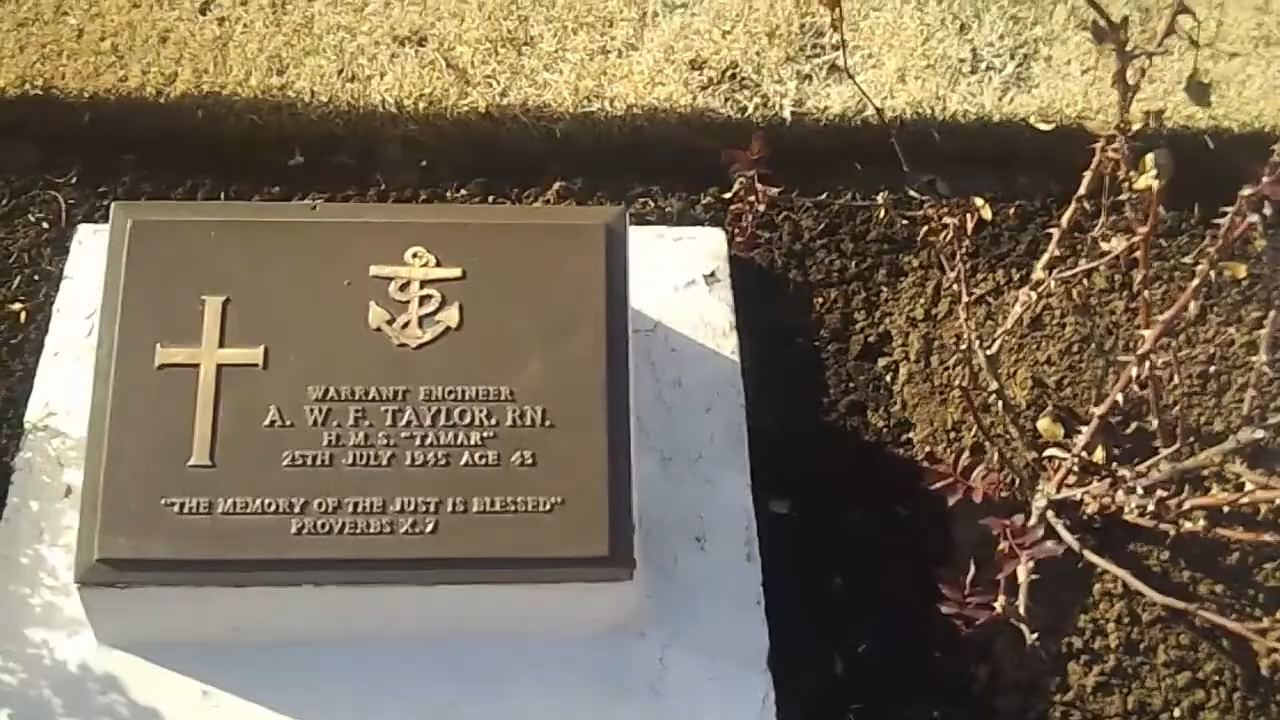 WARRANT ENGINEER
A. W. F. TAYLOR, RN.
H. M. S. "TAMAR"
25TH JULY 1945 AGE 43
"THE MEMORY OF THE JUST IS BLESSED"
PROVERBS X.7